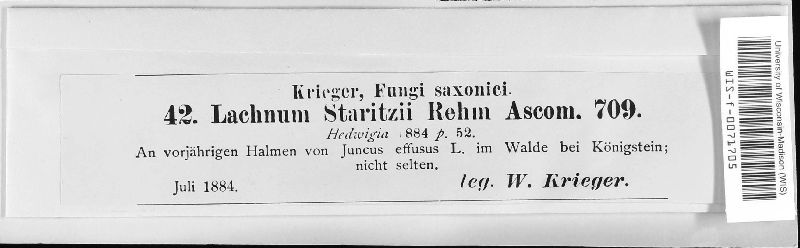 Krieger, Fungi saxonici.
42. Lachnum Staritzii Rehm Ascom. 709.
Hedwigia 1884 p. 52.
An vorjährigen Halmen von Juncus effusus L. im Walde bei Königstein;
nicht selten.
Juli 1884.
leg. W. Krieger.
University of Wisconsin-Madison (WIS)
WIS-f-0071705